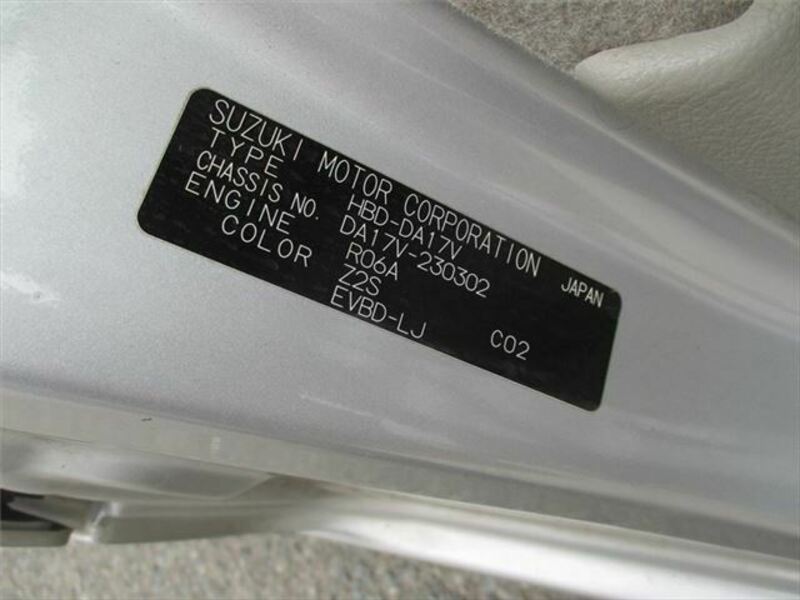 SUZUKI MOTOR CORPORATION JAPAN
TYPE HBD-DA17V
CHASSIS NO. DA17V-230302
ENGINE R06A
COLOR Z2S
EVBD-LJ C02